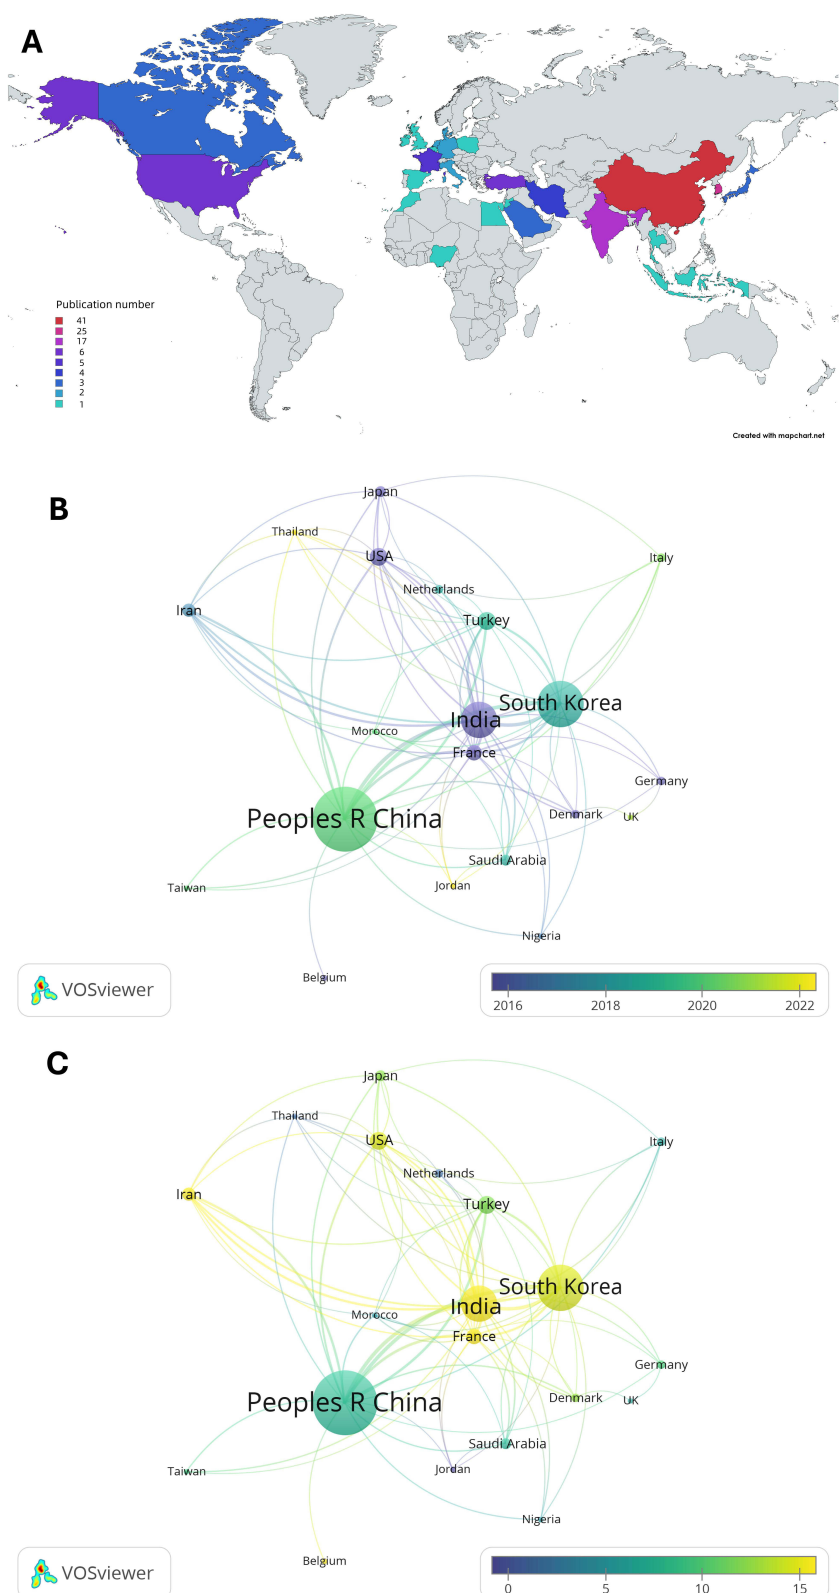 A
Publication number
41
25
17
6
5
4
3
2
1
Created with mapchart.net
B
Japan
Thailand
USA
Italy
Netherlands
Iran
Turkey
South Korea
India
Morocco
France
Germany
Peoples R China
Denmark
UK
Saudi Arabia
Jordan
Taiwan
Nigeria
Belgium
VOSviewer
2016 2018 2020 2022
C
Japan
Thailand
USA
Italy
Netherlands
Iran
Turkey
South Korea
India
Morocco
France
Germany
Peoples R China
Denmark
UK
Saudi Arabia
Jordan
Taiwan
Nigeria
Belgium
VOSviewer
0 5 10 15